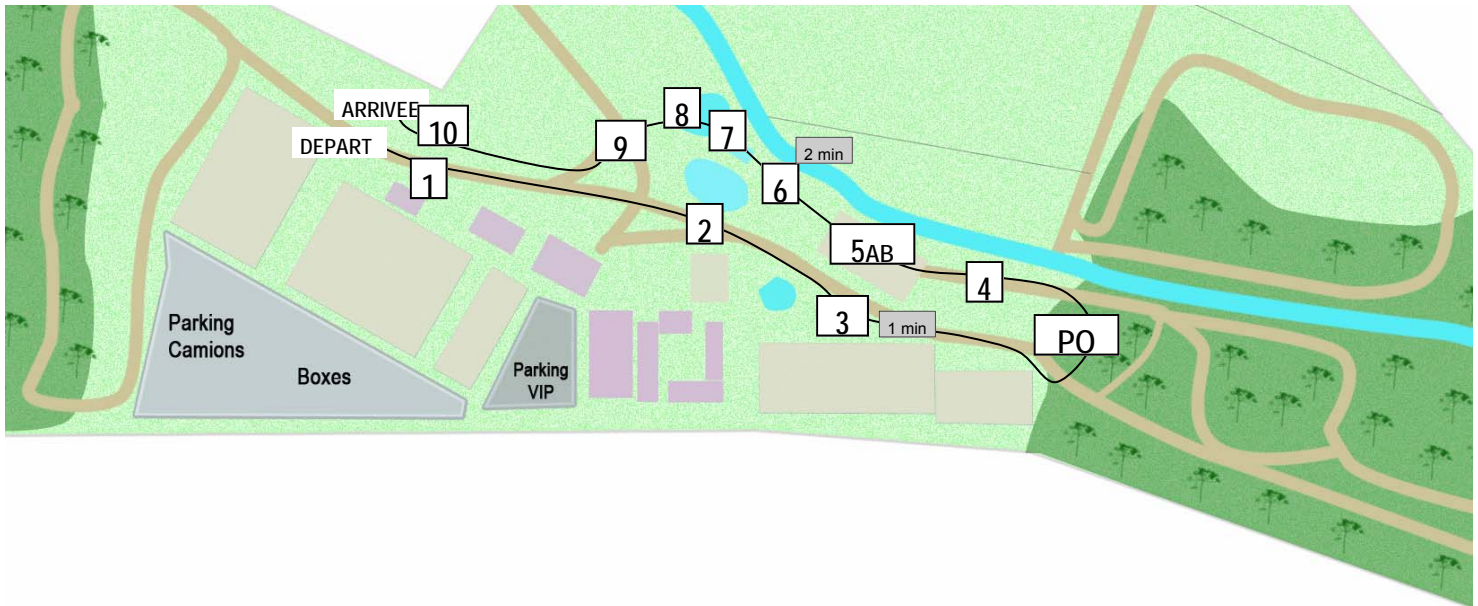 ARRIVEE
10
DEPART
1
2
3
1 min
PO
4
5AB
6
2 min
7
8
9
Parking
Camions
Boxes
Parking
VIP